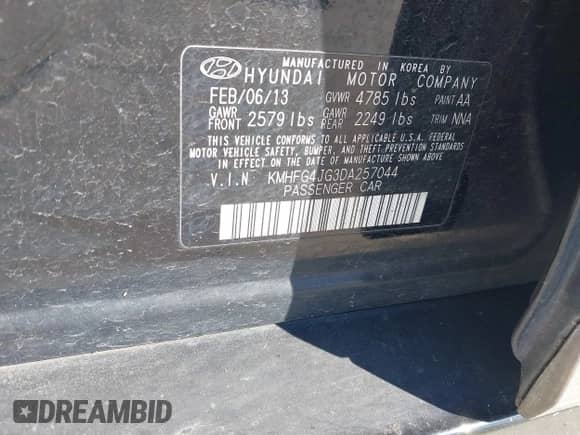 MANUFACTURED IN KOREA BY
HYUNDAI MOTOR COMPANY
FEB/06/13 GVWR 4785 lbs PAINT AA
GAWR FRONT 2579 lbs GAWR REAR 2249 lbs TRIM NNA
THIS VEHICLE CONFORMS TO ALL APPLICABLE U.S.A. FEDERAL
MOTOR VEHICLE SAFETY, BUMPER, AND THEFT PREVENTION STANDARDS
IN EFFECT ON THE DATE OF MANUFACTURE SHOWN ABOVE.
V.I.N KMHFG4JG3DA257044
PASSENGER CAR
DREAMBID